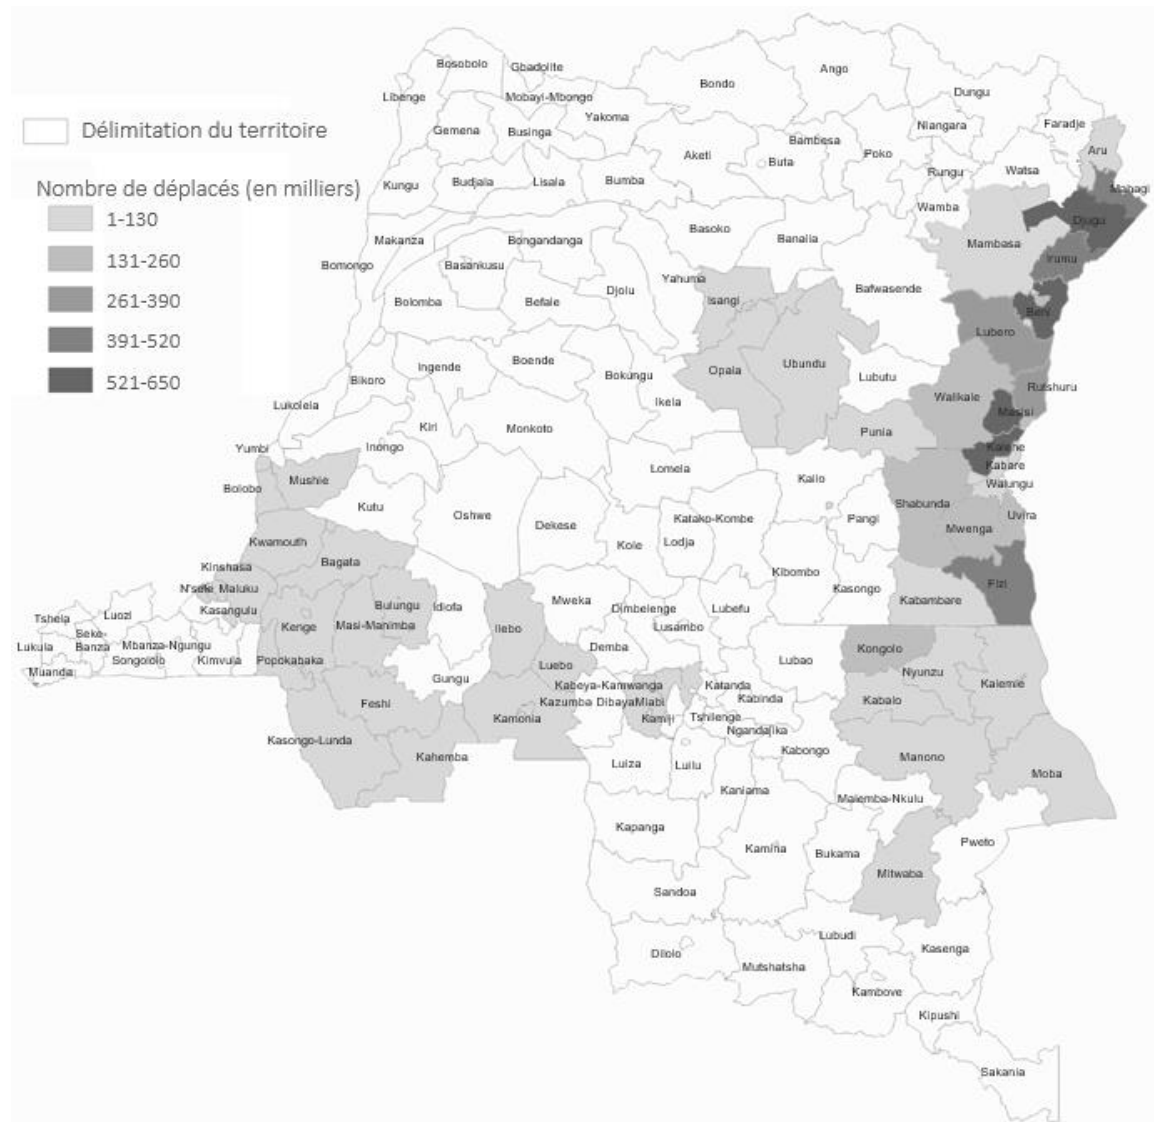 Bosobolo
Gbadolite
Ango
Bondo
Libenge
Mobayi-Mbongo
Dungu
Yakoma
Délimitation du territoire
Gemena
Businga
Niangara
Faradje
Bambesa
Aketi
Buta
Poko
Aru
Rungu
Watsa
Nombre de déplacés (en milliers)
Kungu
Budjala
Lisala
Bumba
Mahagi
1-130
Wamba
Djugu
Basoko
Makanza
Bongandanga
Banalia
Mambasa
131-260
Bomongo
Basankusu
Irumu
Yahuma
Djolu
Bafwasende
261-390
Bolomba
Befale
Isangi
Beni
Lubero
391-520
Boende
Ingende
Ubundu
Opala
521-650
Bikoro
Bokungu
Lubutu
Rutshuru
Lukolela
Ikela
Walikale
Masisi
Kiri
Monkoto
Punia
Yumbi
Inongo
Kalehe
Lomela
Kabare
Mushie
Kailo
Walungu
Bolobo
Kutu
Shabunda
Oshwe
Dekese
Katako-Kombe
Pangi
Uvira
Mwenga
Kwamouth
Kole
Lodja
Bagata
Kinshasa
Kibombo
N'sele
Maluku
Kasongo
Fizi
Kasangulu
Bulungu
Idiofa
Mweka
Dimbelenge
Lubefu
Kabambare
Tshela
Luozi
Kenge
Masi-Manimba
Ilebo
Lusambo
Seke-
Banza
Lukula
Mbanza-Ngungu
Demba
Kongolo
Songololo
Kimvula
Popokabaka
Luebo
Lubao
Muanda
Gungu
Nyunzu
Kabeya-Kamwanga
Katanda
Kalemie
Feshi
Kazumba
Dibaya
Miabi
Kabinda
Kabalo
Kamonia
Kamiji
Tshilenge
Ngandajika
Kasongo-Lunda
Kahemba
Kabongo
Manono
Luiza
Luilu
Moba
Kaniama
Malemba-Nkulu
Kapanga
Kamina
Bukama
Pweto
Mitwaba
Sandoa
Lubudi
Kasenga
Dilolo
Mutshatsha
Kambove
Kipushi
Sakania